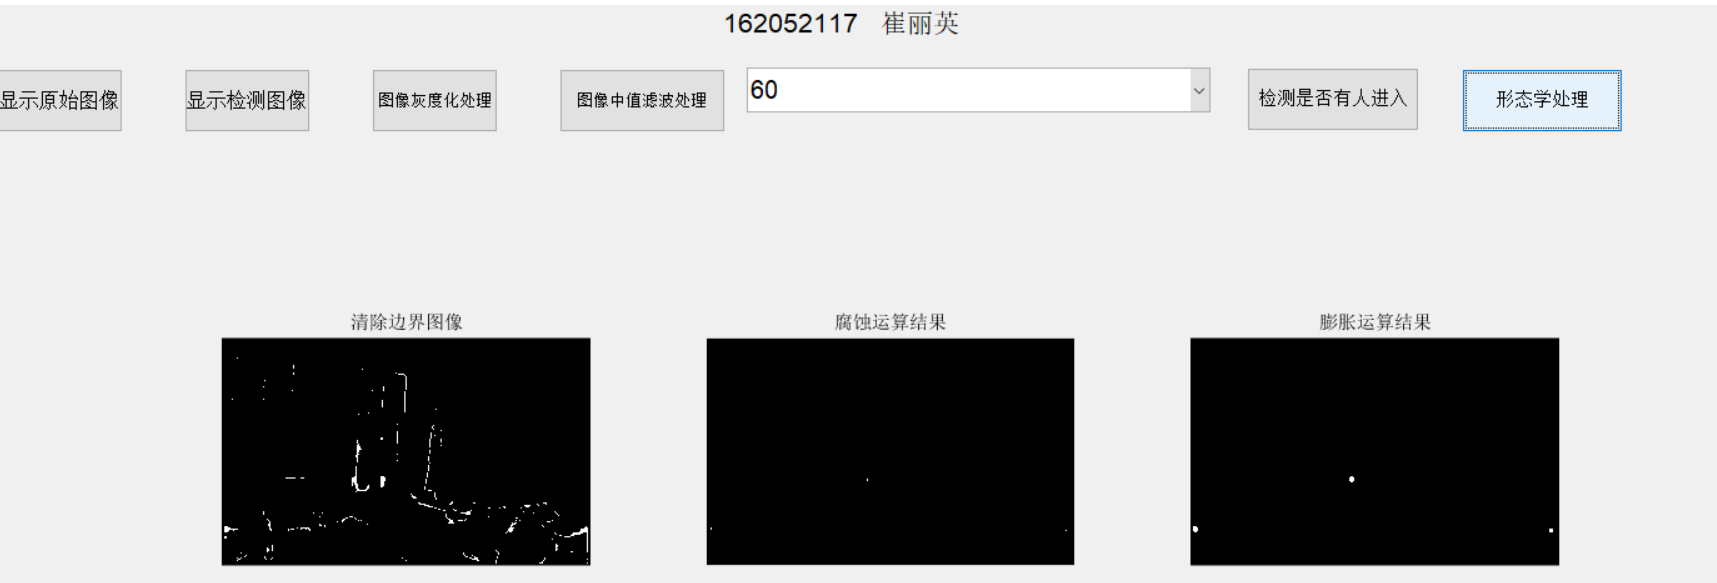 162052117 崔丽英
显示原始图像 显示检测图像 图像灰度化处理 图像中值滤波处理 60 检测是否有人进入 形态学处理
清除边界图像 腐蚀运算结果 膨胀运算结果